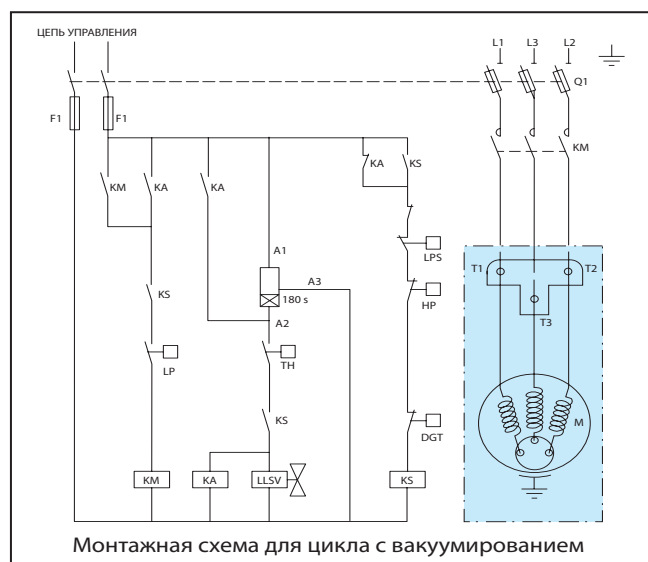 ЦЕПЬ УПРАВЛЕНИЯ
L1 L3 L2
Q1
F1 F1
KM
KA KS
KM KA KA
A1
LPS
T1 T2
A3
180 s
HP
KS
A2
T3
LP
TH
KS
M
DGT
KM KA LLSV KS
Монтажная схема для цикла с вакуумированием